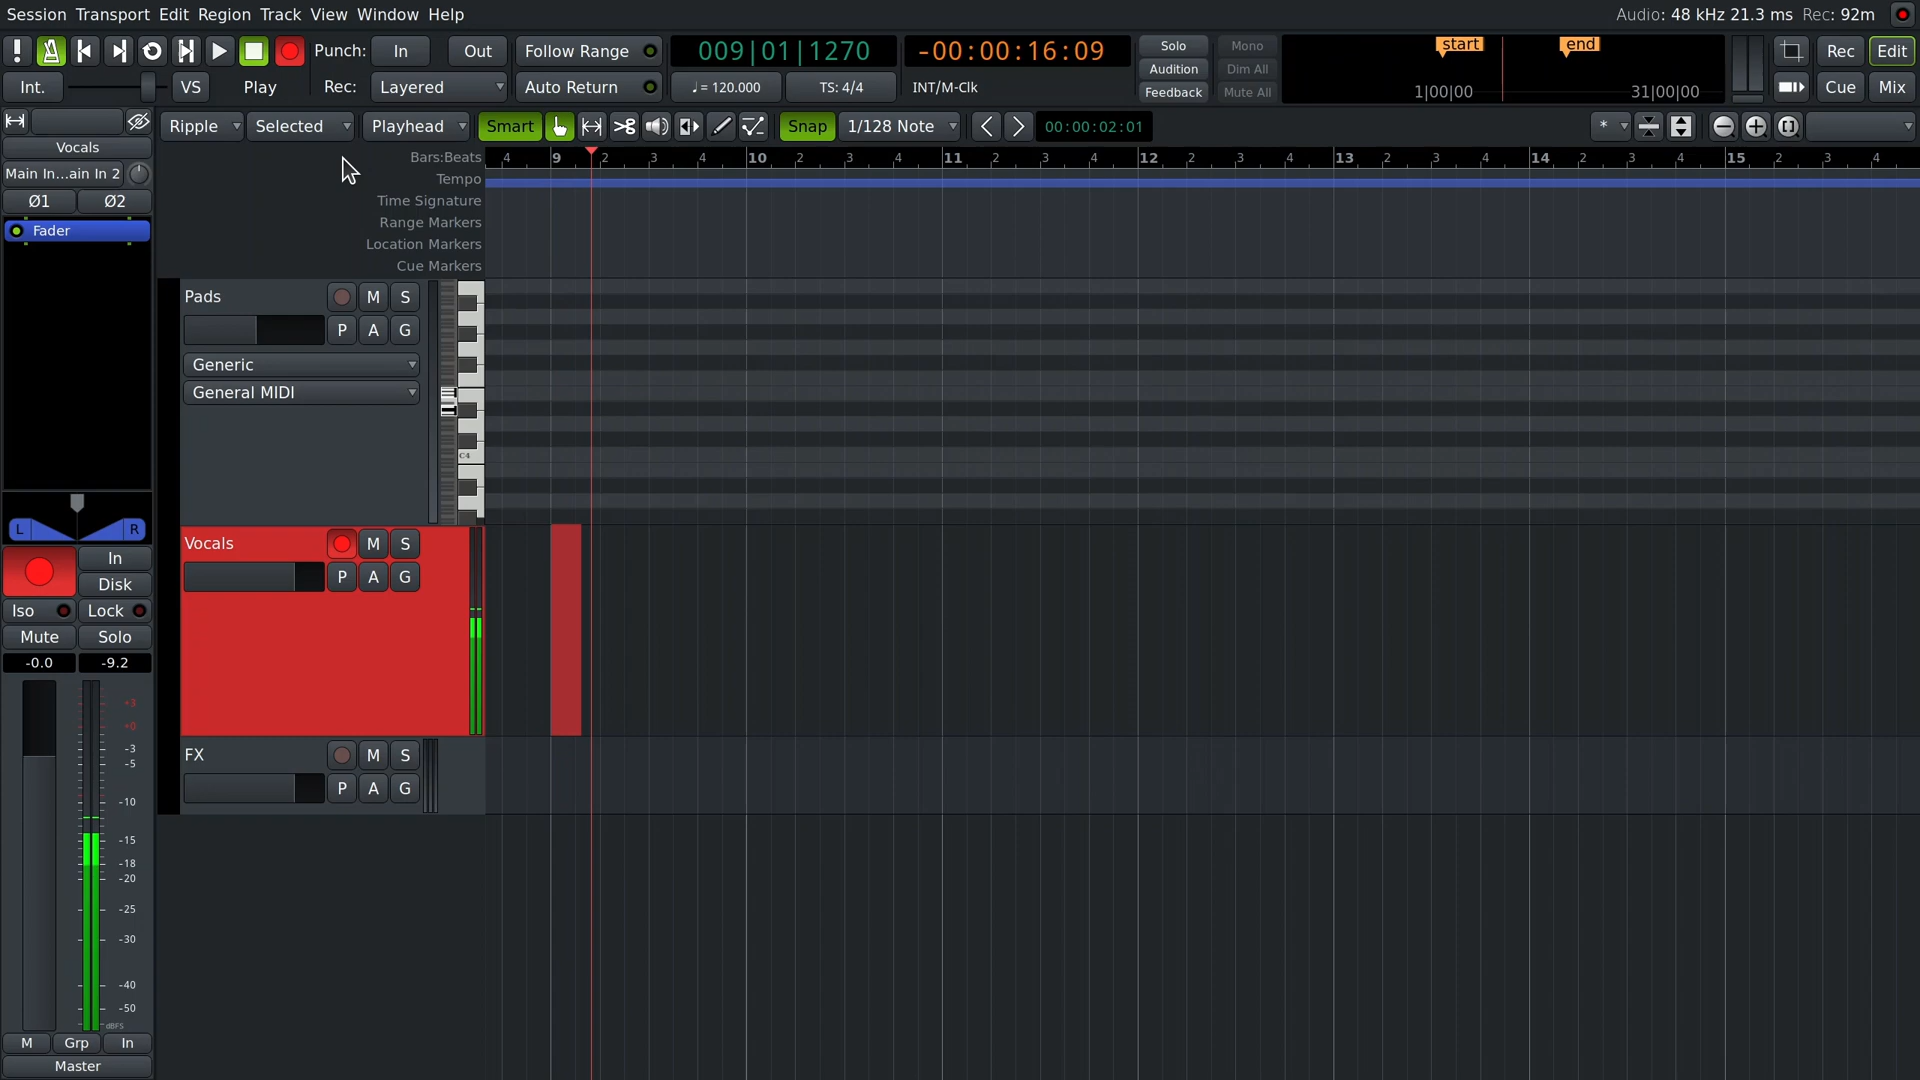 Session Transport Edit Region Track View Window Help
Audio: 48 kHz 21.3 ms Rec: 92m
Punch: In Out Follow Range 009|01|1270 -00:00:16:09
Solo Mono
Audition Dim All
Feedback Mute All
start end
1|00|00 31|00|00
Rec Edit
Cue Mix
Int. VS Play Rec: Layered Auto Return ♩= 120.000 TS: 4/4 INT/M-Clk
Ripple Selected Playhead Smart Snap 1/128 Note 00:00:02:01 *
Vocals
Main In...ain In 2
Ø1 Ø2
Fader
Bars:Beats 4 9 2 3 4 10 2 3 4 11 2 3 4 12 2 3 4 13 2 3 4 14 2 3 4 15 2 3 4
Tempo
Time Signature
Range Markers
Location Markers
Cue Markers
Pads M S
P A G
Generic
General MIDI
C4
Vocals M S
P A G
FX M S
P A G
L R
In
Disk
Iso Lock
Mute Solo
-0.0 -9.2
+3
+0
-3
-5
-10
-15
-18
-20
-25
-30
-40
-50
dBFS
M Grp In
Master